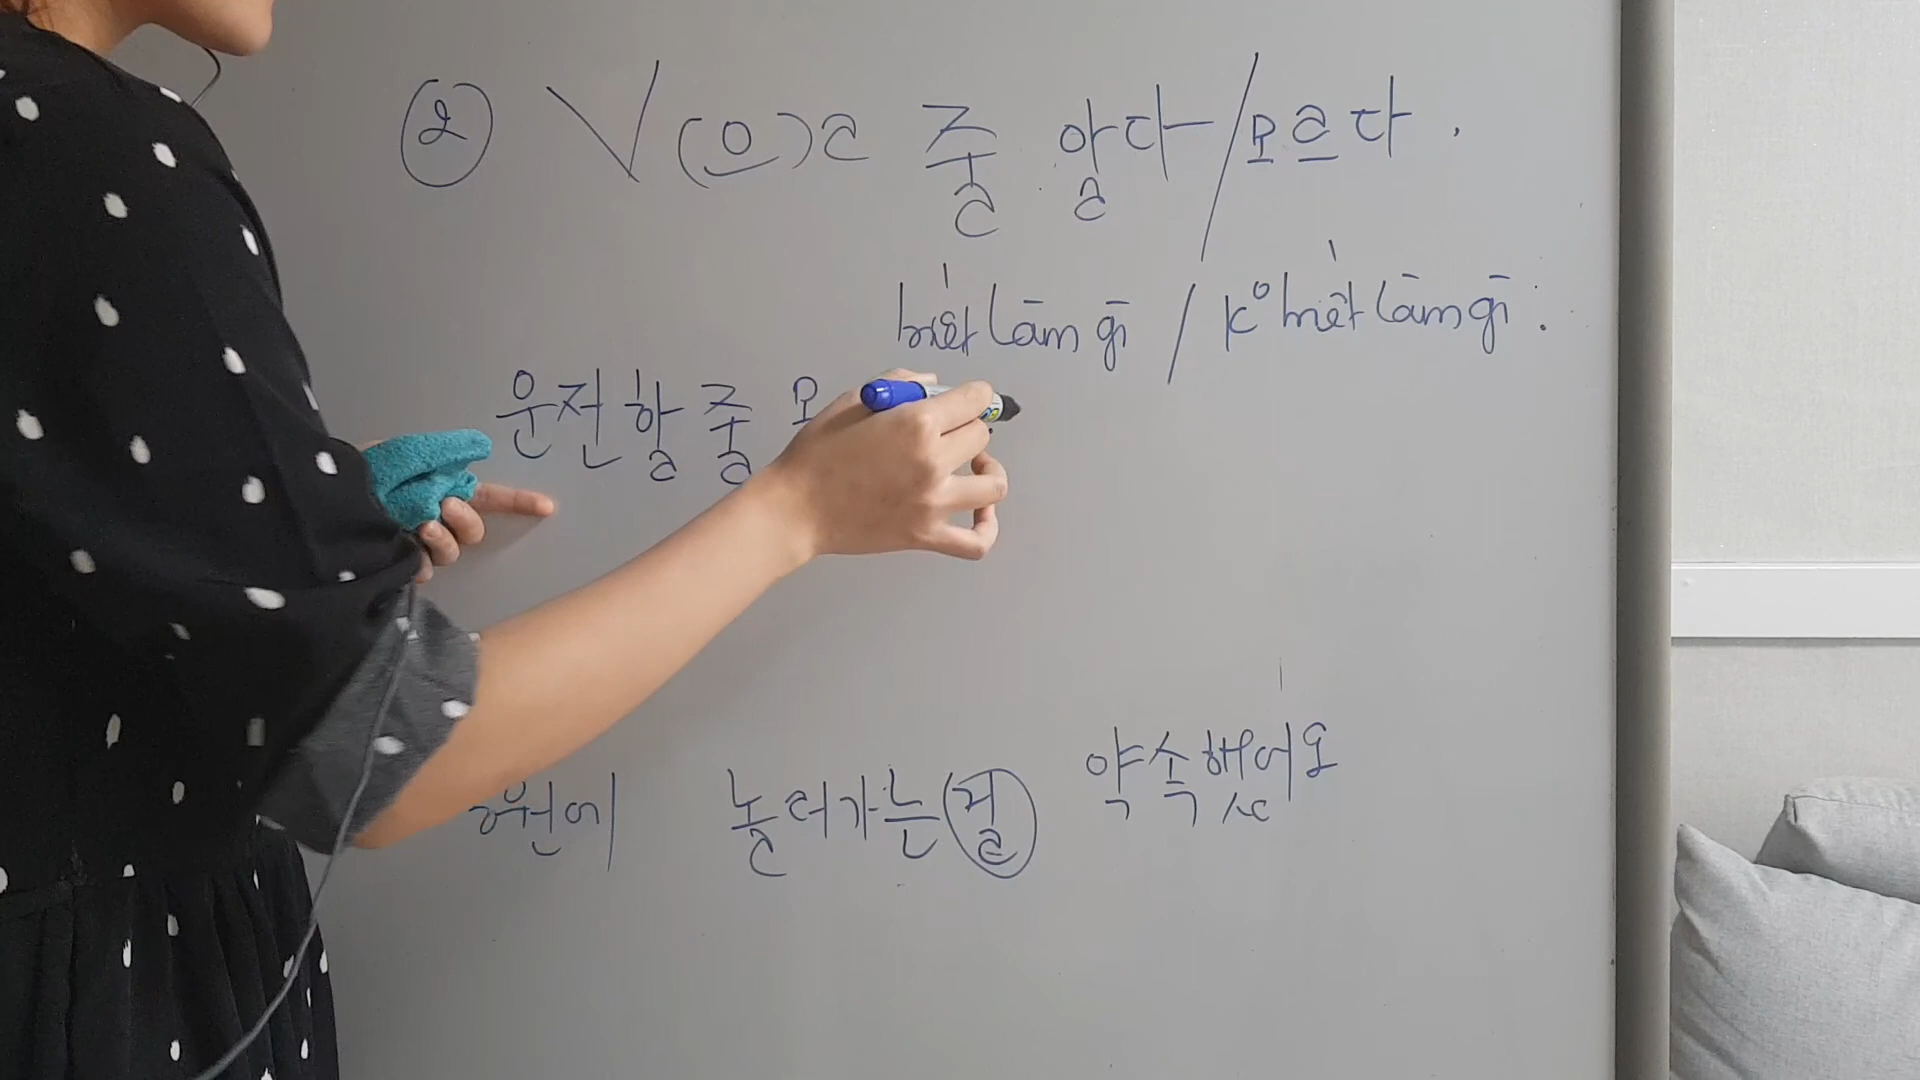 ② V(으)ㄹ 줄 알다/모르다.
biết làm gì / K° biết làm gì:
운전할 줄 모
놀러가는걸 약속했어요